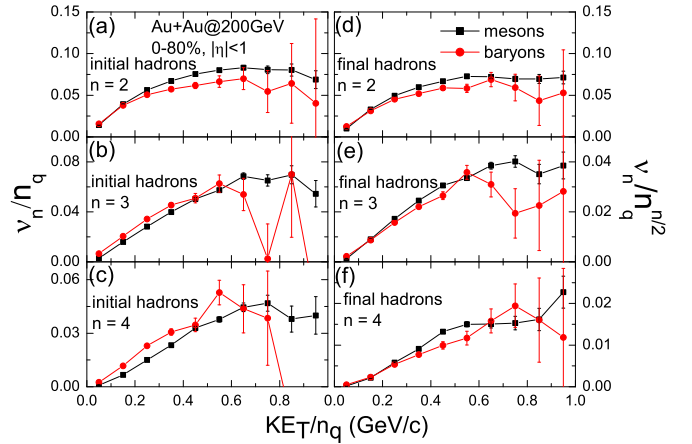 (a) Au+Au@200GeV
0-80%, |η|<1
initial hadrons
n = 2
0.15
0.10
0.05
0.00
(d)
mesons
baryons
final hadrons
n = 2
0.15
0.10
0.05
0.00
(b)
initial hadrons
n = 3
0.08
0.04
0.00
(e)
final hadrons
n = 3
0.04
0.02
0.00
(c)
initial hadrons
n = 4
0.06
0.03
0.00
(f)
final hadrons
n = 4
0.02
0.01
0.00
ν_n/n_q
ν_n/n_q^{n/2}
0.0 0.2 0.4 0.6 0.8 0.0 0.2 0.4 0.6 0.8 1.0
KE_T/n_q (GeV/c)